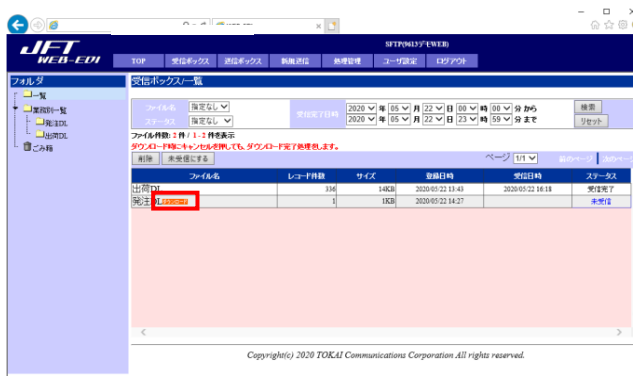 JFT
WEB-EDI
SFTP(9613デモWEB)
TOP 受信ボックス 送信ボックス 新規送信 処理管理 ユーザ設定 ログアウト
フォルダ
一覧
業務別一覧
発注DL
出荷DL
ごみ箱
受信ボックス/一覧
ファイル名 指定なし
ステータス 指定なし
受信完了日時
2020 年 05 月 22 日 00 時 00 分 から
2020 年 05 月 22 日 23 時 59 分 まで
検索
リセット
ファイル件数: 2 件 / 1 - 2 件を表示
ダウンロード時にキャンセルを押しても、ダウンロード完了処理をします。
削除 未受信にする
ページ 1/1 前のページ 次のペー
ファイル名 レコード件数 サイズ 登録日時 受信日時 ステータス
出荷DL 336 14KB 2020/05/22 13:43 2020/05/22 16:18 受信完了
発注DL ダウンロード 1 1KB 2020/05/22 14:27 未受信
Copyright(c) 2020 TOKAI Communications Corporation All rights reserved.